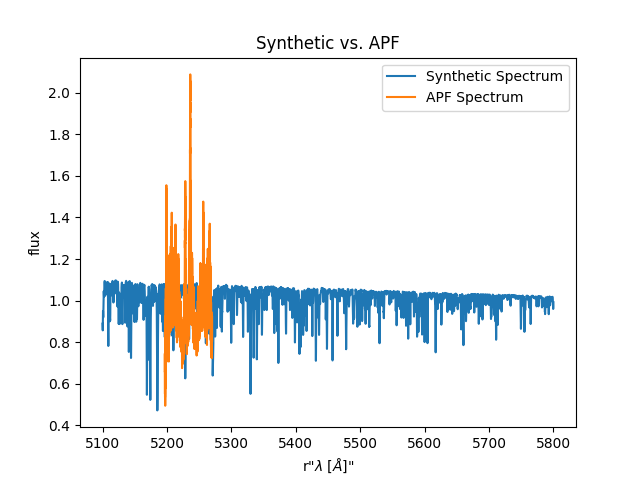 Synthetic vs. APF
Synthetic Spectrum
APF Spectrum
2.0
1.8
1.6
1.4
1.2
1.0
0.8
0.6
0.4
flux
5100 5200 5300 5400 5500 5600 5700 5800
r"λ [Å]"